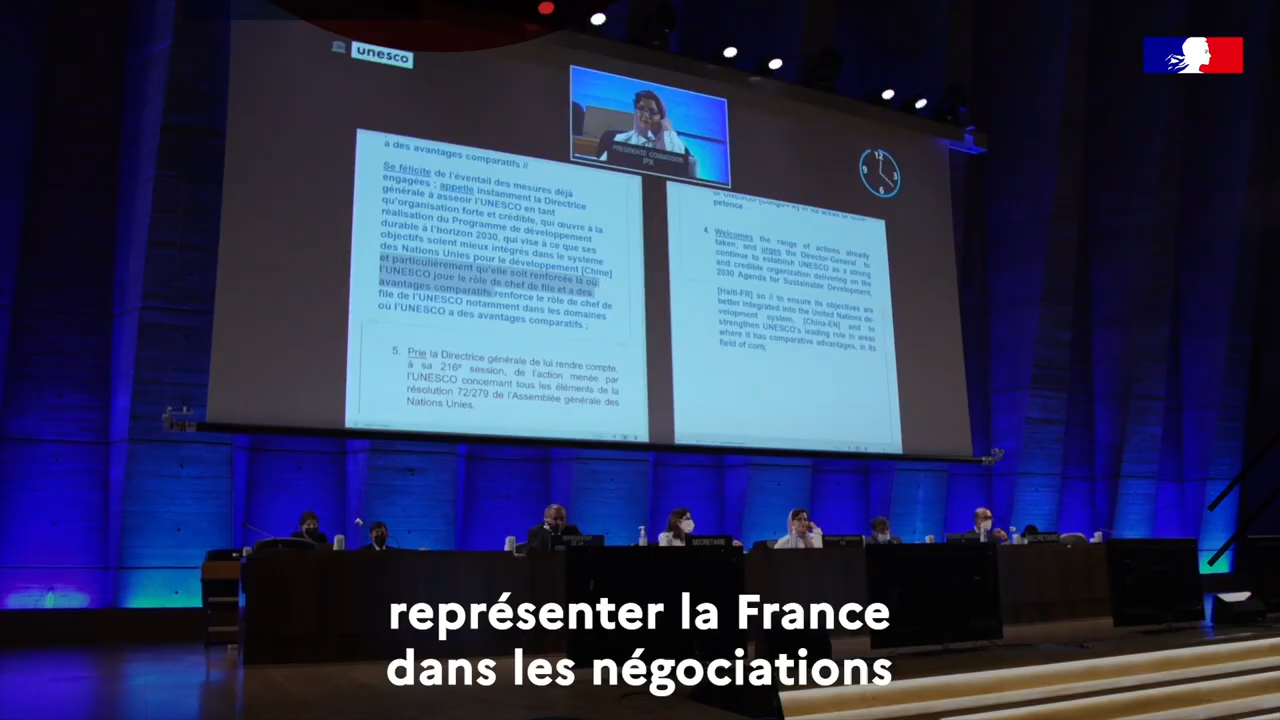 unesco
PRESIDENTE COMMISSION
PX
12
9
3
6
a des avantages comparatifs //
Se félicite de l'éventail des mesures déjà
engagées ; appelle instamment la Directrice
générale à asseoir l'UNESCO en tant
qu'organisation forte et crédible, qui œuvre à la
réalisation du Programme de développement
durable à l'horizon 2030, qui vise à ce que ses
objectifs soient mieux intégrés dans le système
des Nations Unies pour le développement [Chine]
et particulièrement qu'elle soit renforcée là où
l'UNESCO joue le rôle de chef de file et a des
avantages comparatifs renforce le rôle de chef de
file de l'UNESCO notamment dans les domaines
où l'UNESCO a des avantages comparatifs ;
5. Prie la Directrice générale de lui rendre compte,
à sa 216e session, de l'action menée par
l'UNESCO concernant tous les éléments de la
résolution 72/279 de l'Assemblée générale des
Nations Unies.
petence
4. Welcomes the range of actions already
taken, and urges the Director-General to
continue to establish UNESCO as a strong
and credible organization delivering on the
2030 Agenda for Sustainable Development,
[Haiti-FR] so // to ensure its objectives are
better integrated into the United Nations de-
velopment system, [China-EN] and to
strengthen UNESCO's leading role in areas
where it has comparative advantages, in its
field of com;
SECRETAIRE
représenter la France
dans les négociations